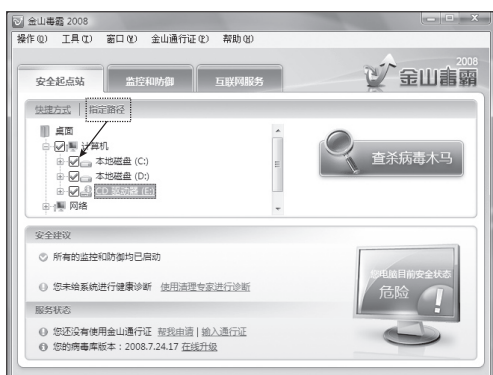 金山毒霸 2008
操作(Q) 工具(T) 窗口(Y) 金山通行证(P) 帮助(H)
安全起点站 监控和防御 互联网服务
2008
金山毒霸
快捷方式 | 指定路径
桌面
计算机
本地磁盘 (C:)
本地磁盘 (D:)
CD 驱动器 (E:)
网络
查杀病毒木马
安全建议
所有的监控和防御均已启动
您未给系统进行健康诊断 使用清理专家进行诊断
您电脑目前安全状态
危险
服务状态
您还没有使用金山通行证 帮我申请 | 输入通行证
您的病毒库版本：2008.7.24.17 在线升级